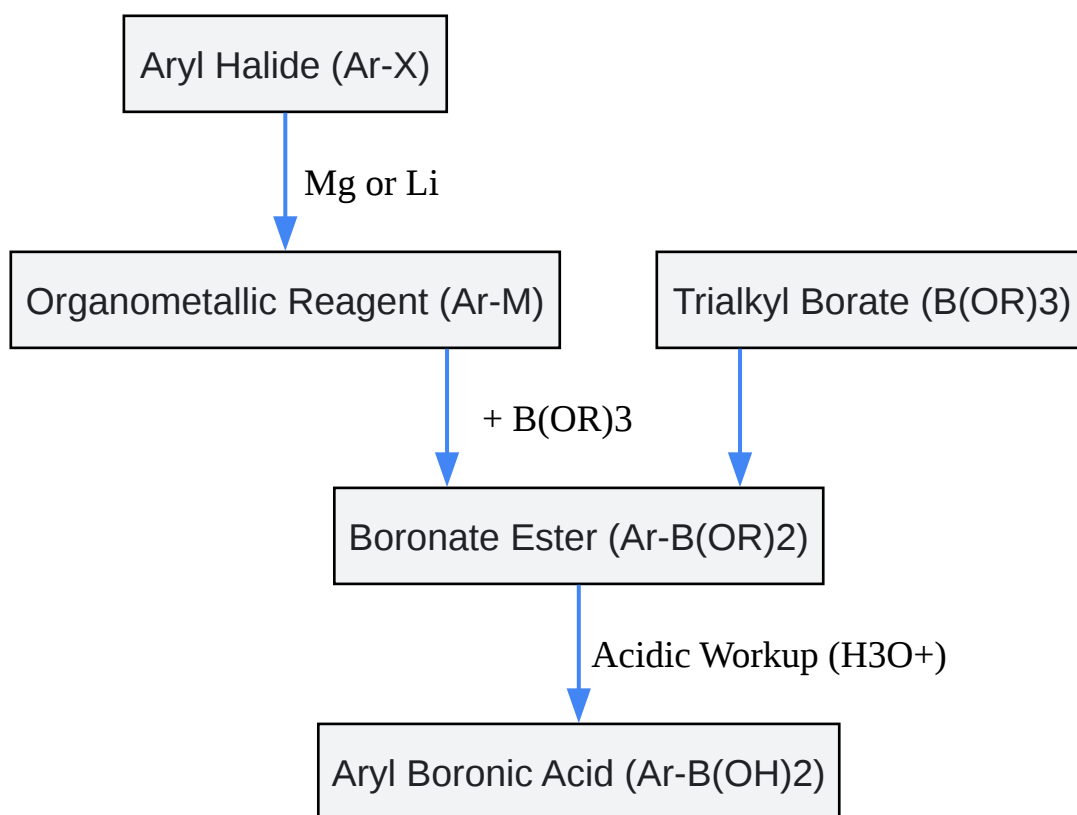 Aryl Halide (Ar-X)
Mg or Li
Organometallic Reagent (Ar-M)
Trialkyl Borate (B(OR)3)
+ B(OR)3
Boronate Ester (Ar-B(OR)2)
Acidic Workup (H3O+)
Aryl Boronic Acid (Ar-B(OH)2)